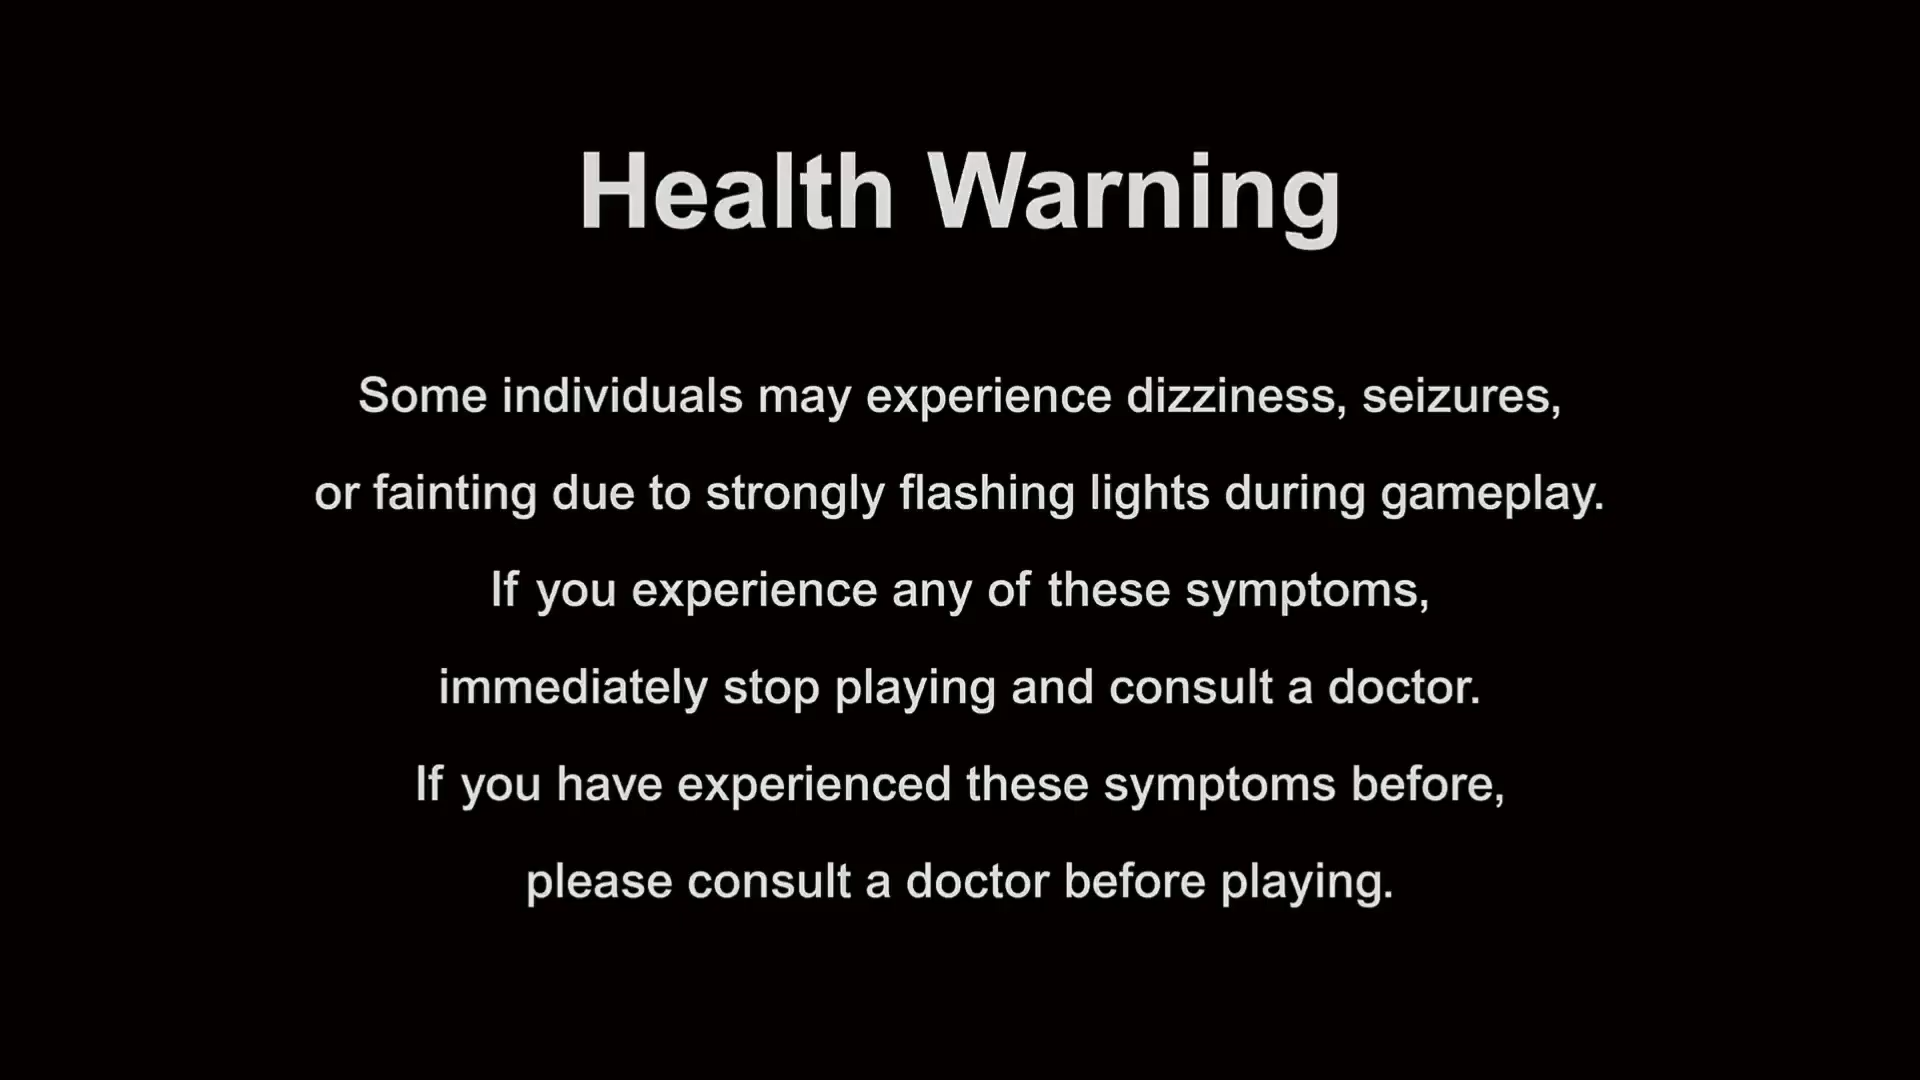 Health Warning
Some individuals may experience dizziness, seizures,
or fainting due to strongly flashing lights during gameplay.
If you experience any of these symptoms,
immediately stop playing and consult a doctor.
If you have experienced these symptoms before,
please consult a doctor before playing.